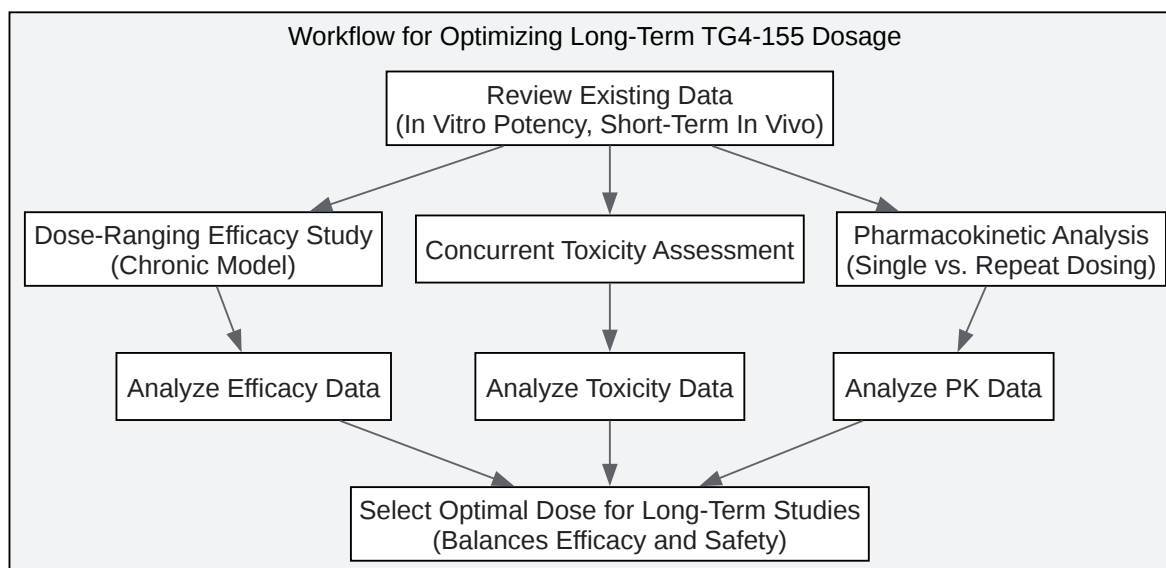 Workflow for Optimizing Long-Term TG4-155 Dosage
Review Existing Data
(In Vitro Potency, Short-Term In Vivo)
Dose-Ranging Efficacy Study
(Chronic Model)
Concurrent Toxicity Assessment
Pharmacokinetic Analysis
(Single vs. Repeat Dosing)
Analyze Efficacy Data
Analyze Toxicity Data
Analyze PK Data
Select Optimal Dose for Long-Term Studies
(Balances Efficacy and Safety)